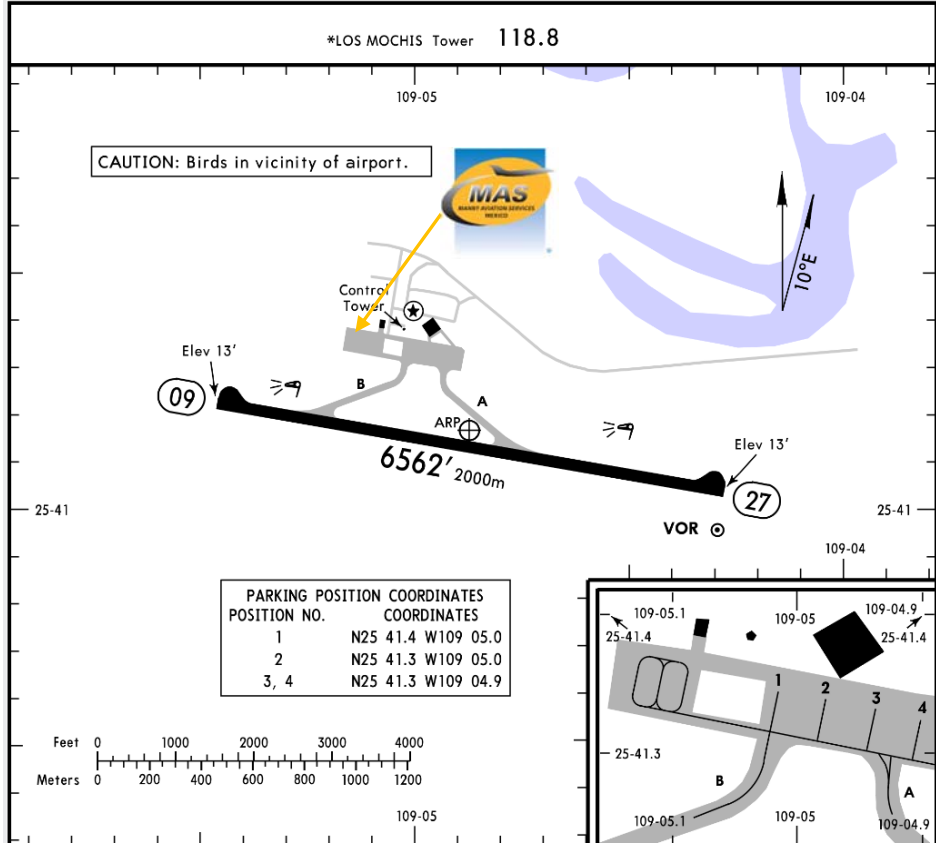 *LOS MOCHIS Tower 118.8
109-05 109-04
CAUTION: Birds in vicinity of airport.
MAS
MANNY AVIATION SERVICES
MEXICO
10°E
Control
Tower
Elev 13'
09
B
A
ARP
6562' 2000m
Elev 13'
27
25-41 25-41
VOR
109-04
PARKING POSITION COORDINATES
POSITION NO. COORDINATES
1 N25 41.4 W109 05.0
2 N25 41.3 W109 05.0
3, 4 N25 41.3 W109 04.9
Feet 0 1000 2000 3000 4000
Meters 0 200 400 600 800 1000 1200
109-05
109-05.1 109-05 109-04.9
25-41.4 25-41.4
1 2 3 4
25-41.3
B A
109-05.1 109-05 109-04.9